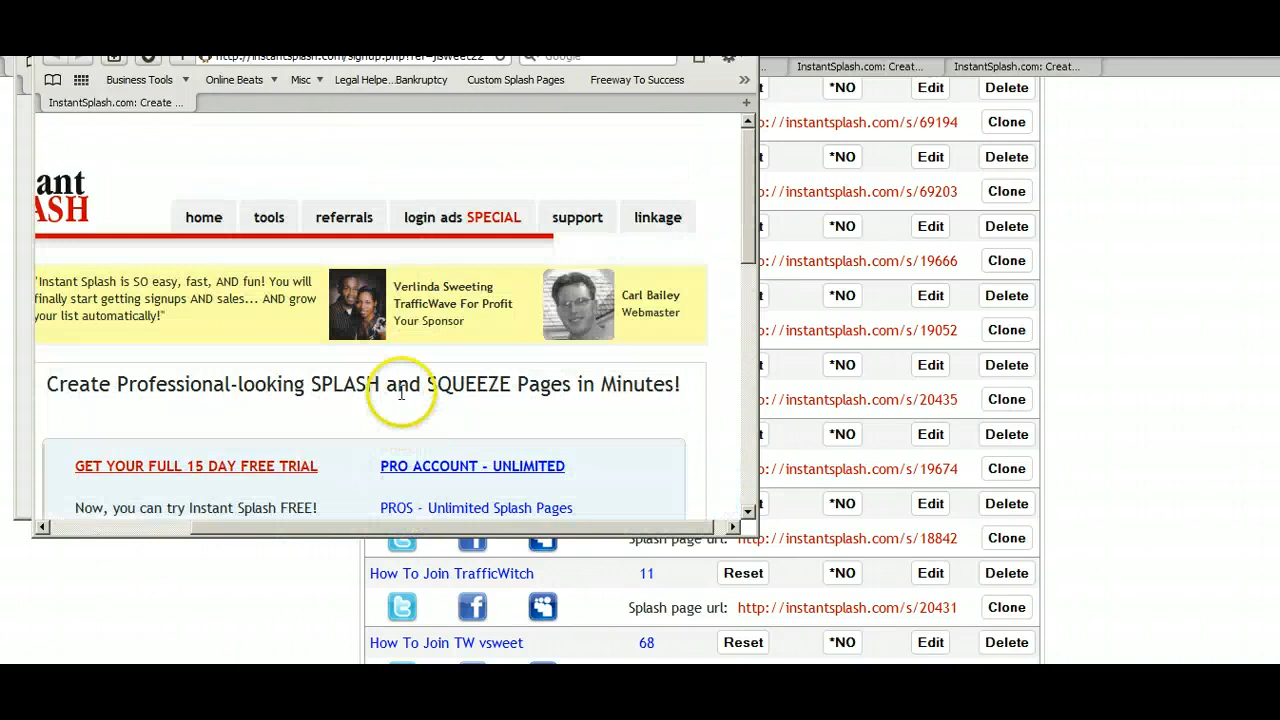 http://instantsplash.com/signup.php?ref=jlsweet22
Google
Business Tools
Online Beats
Misc
Legal Helpe...Bankruptcy
Custom Splash Pages
Freeway To Success
»
InstantSplash.com: Create ...
+
InstantSplash.com: Creat...
InstantSplash.com: Creat...
ant
ASH
home
tools
referrals
login ads SPECIAL
support
linkage
"Instant Splash is SO easy, fast, AND fun! You will
finally start getting signups AND sales... AND grow
your list automatically!"
Verlinda Sweeting
TrafficWave For Profit
Your Sponsor
Carl Bailey
Webmaster
Create Professional-looking SPLASH and SQUEEZE Pages in Minutes!
GET YOUR FULL 15 DAY FREE TRIAL
PRO ACCOUNT - UNLIMITED
Now, you can try Instant Splash FREE!
PROS - Unlimited Splash Pages
t *NO Edit Delete
p://instantsplash.com/s/69194 Clone
t *NO Edit Delete
p://instantsplash.com/s/69203 Clone
t *NO Edit Delete
p://instantsplash.com/s/19666 Clone
t *NO Edit Delete
p://instantsplash.com/s/19052 Clone
t *NO Edit Delete
p://instantsplash.com/s/20435 Clone
t *NO Edit Delete
p://instantsplash.com/s/19674 Clone
t *NO Edit Delete
Splash page url: http://instantsplash.com/s/18842 Clone
How To Join TrafficWitch 11 Reset *NO Edit Delete
Splash page url: http://instantsplash.com/s/20431 Clone
How To Join TW vsweet 68 Reset *NO Edit Delete